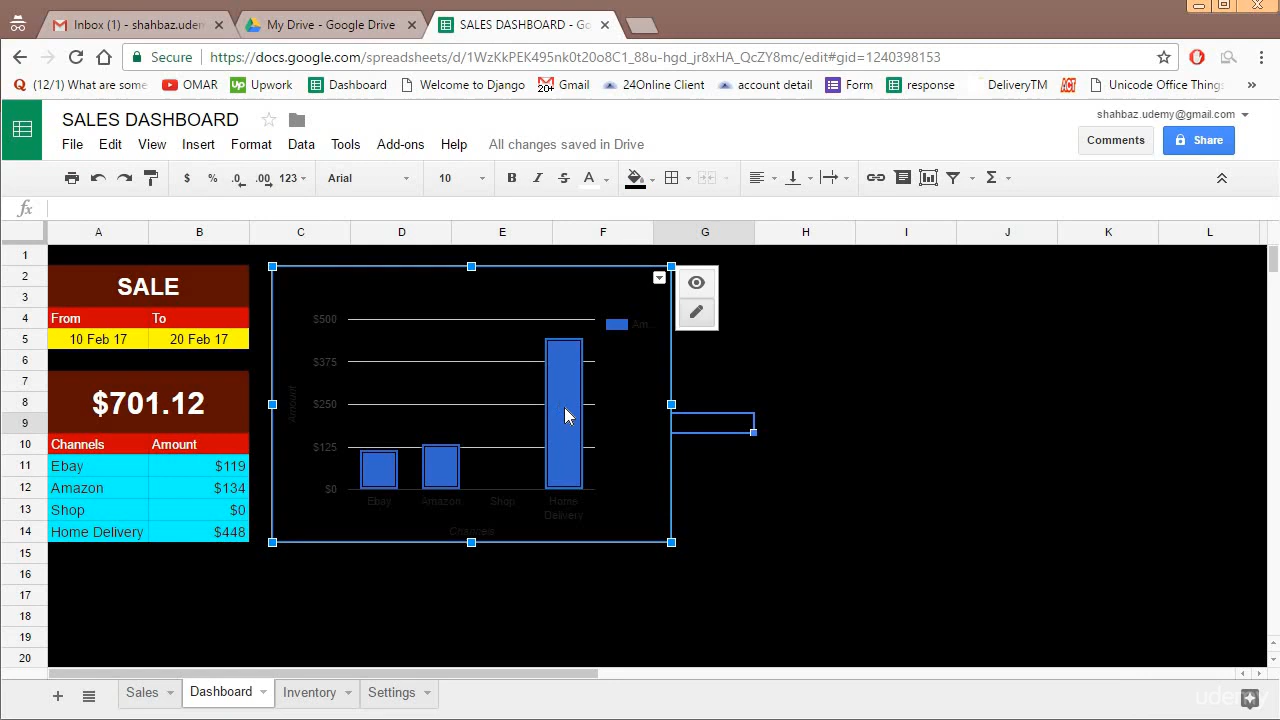 Inbox (1) - shahbaz.udem
My Drive - Google Drive
SALES DASHBOARD - Go
Secure
https://docs.google.com/spreadsheets/d/1WzKkPEK495nk0t20o8C1_88u-hgd_jr8xHA_QcZY8mc/edit#gid=1240398153
(12/1) What are some
OMAR
Upwork
Dashboard
Welcome to Django
Gmail
24Online Client
account detail
Form
response
DeliveryTM
Unicode Office Things
SALES DASHBOARD
shahbaz.udemy@gmail.com
File Edit View Insert Format Data Tools Add-ons Help All changes saved in Drive
Comments
Share
$ % .0 .00 123 Arial 10 B I S A
fx
A B C D E F G H I J K L
1
2
3
4
5
6
7
8
9
10
11
12
13
14
15
16
17
18
19
20
SALE
From To
10 Feb 17 20 Feb 17
$701.12
Channels Amount
Ebay $119
Amazon $134
Shop $0
Home Delivery $448
$500
$375
$250
$125
$0
Amount
Am...
Ebay Amazon Shop Home
Delivery
Channels
Sales Dashboard Inventory Settings
udemy